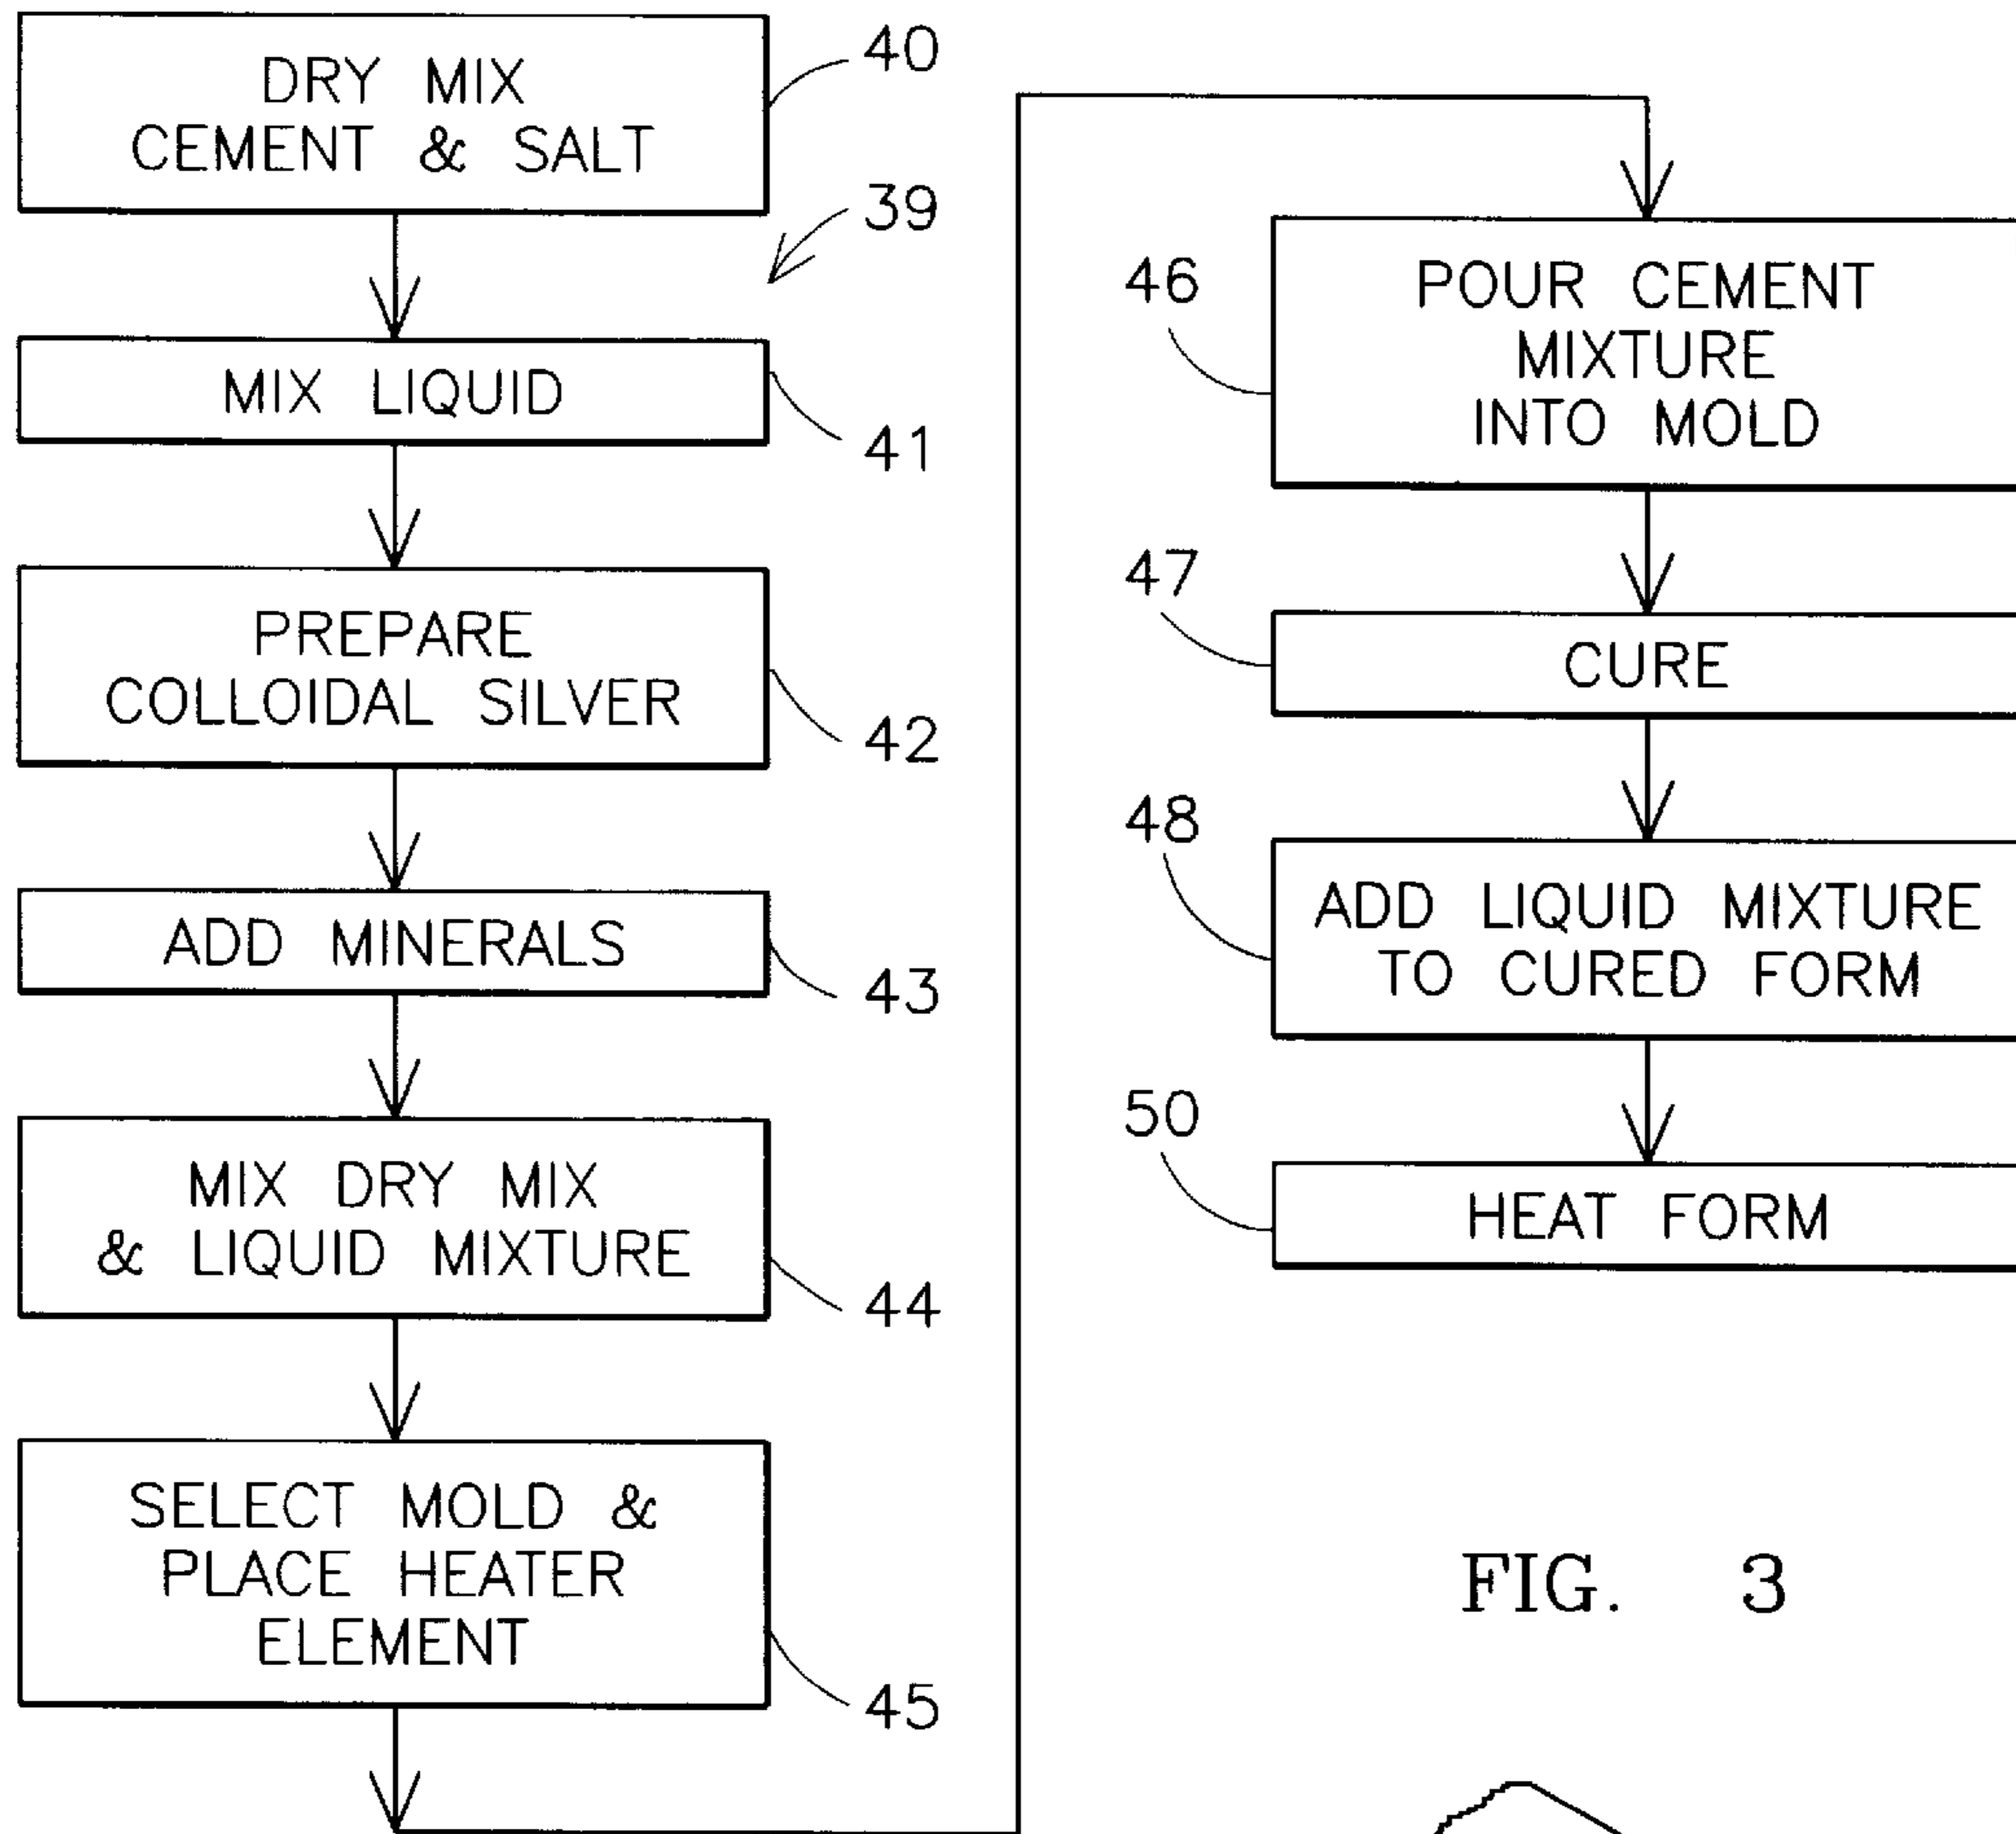 DRY MIX
CEMENT & SALT
40
39
MIX LIQUID
41
PREPARE
COLLOIDAL SILVER
42
ADD MINERALS
43
MIX DRY MIX
& LIQUID MIXTURE
44
SELECT MOLD &
PLACE HEATER
ELEMENT
45
46
POUR CEMENT
MIXTURE
INTO MOLD
47
CURE
48
ADD LIQUID MIXTURE
TO CURED FORM
50
HEAT FORM
FIG. 3